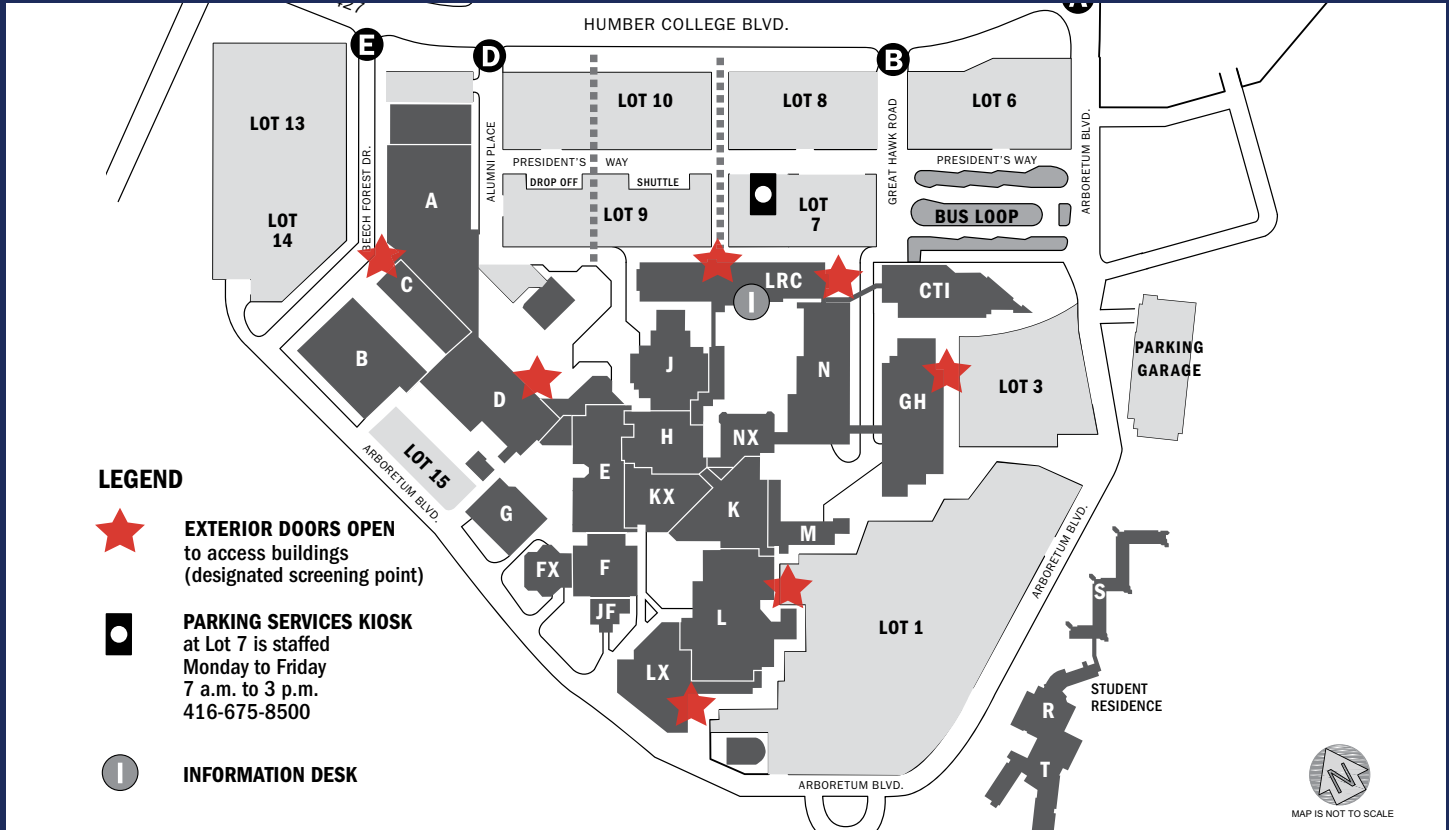 427
HUMBER COLLEGE BLVD.
A
E
D
B
LOT 13
LOT
14
BEECH FOREST DR.
ALUMNI PLACE
LOT 10
LOT 8
GREAT HAWK ROAD
LOT 6
ARBORETUM BLVD.
PRESIDENT'S WAY
PRESIDENT'S WAY
DROP OFF
SHUTTLE
LOT 9
LOT
7
BUS LOOP
A
C
B
D
LRC
I
CTI
J
N
GH
LOT 3
PARKING
GARAGE
H
NX
E
KX
K
M
G
FX
F
JF
L
LX
LOT 15
ARBORETUM BLVD.
LOT 1
ARBORETUM BLVD.
S
STUDENT
RESIDENCE
R
T
ARBORETUM BLVD.
LEGEND
EXTERIOR DOORS OPEN
to access buildings
(designated screening point)
PARKING SERVICES KIOSK
at Lot 7 is staffed
Monday to Friday
7 a.m. to 3 p.m.
416-675-8500
I
INFORMATION DESK
N
MAP IS NOT TO SCALE